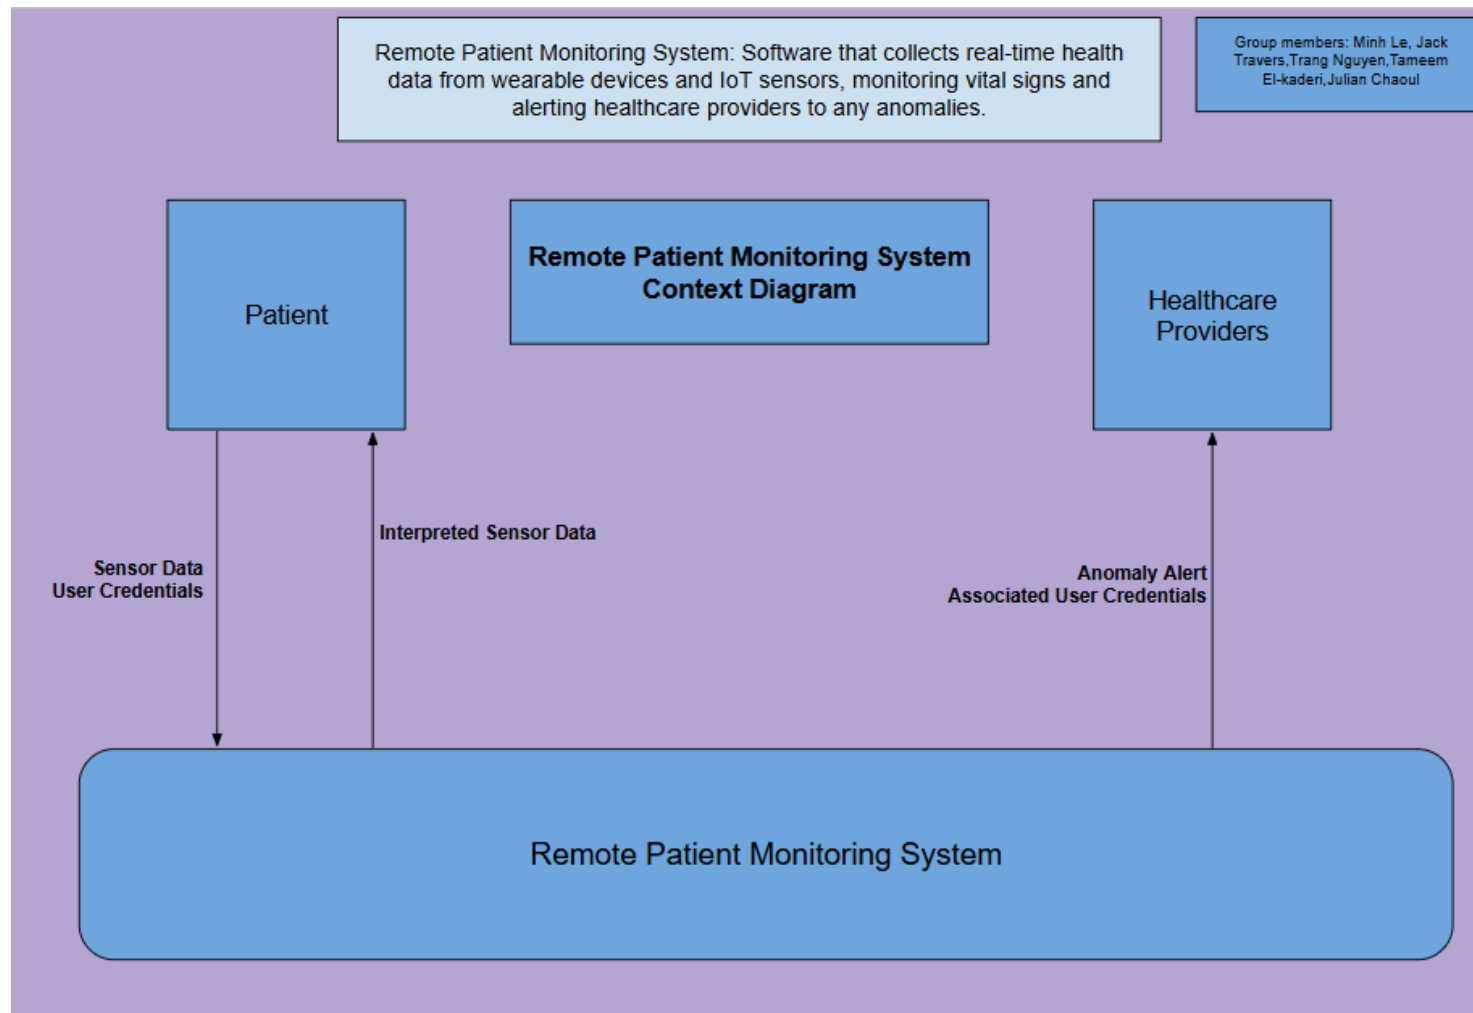 Remote Patient Monitoring System: Software that collects real-time health
data from wearable devices and IoT sensors, monitoring vital signs and
alerting healthcare providers to any anomalies.
Group members: Minh Le, Jack
Travers,Trang Nguyen,Tameem
El-kaderi,Julian Chaoul
Patient
Remote Patient Monitoring System
Context Diagram
Healthcare
Providers
Interpreted Sensor Data
Sensor Data
User Credentials
Anomaly Alert
Associated User Credentials
Remote Patient Monitoring System